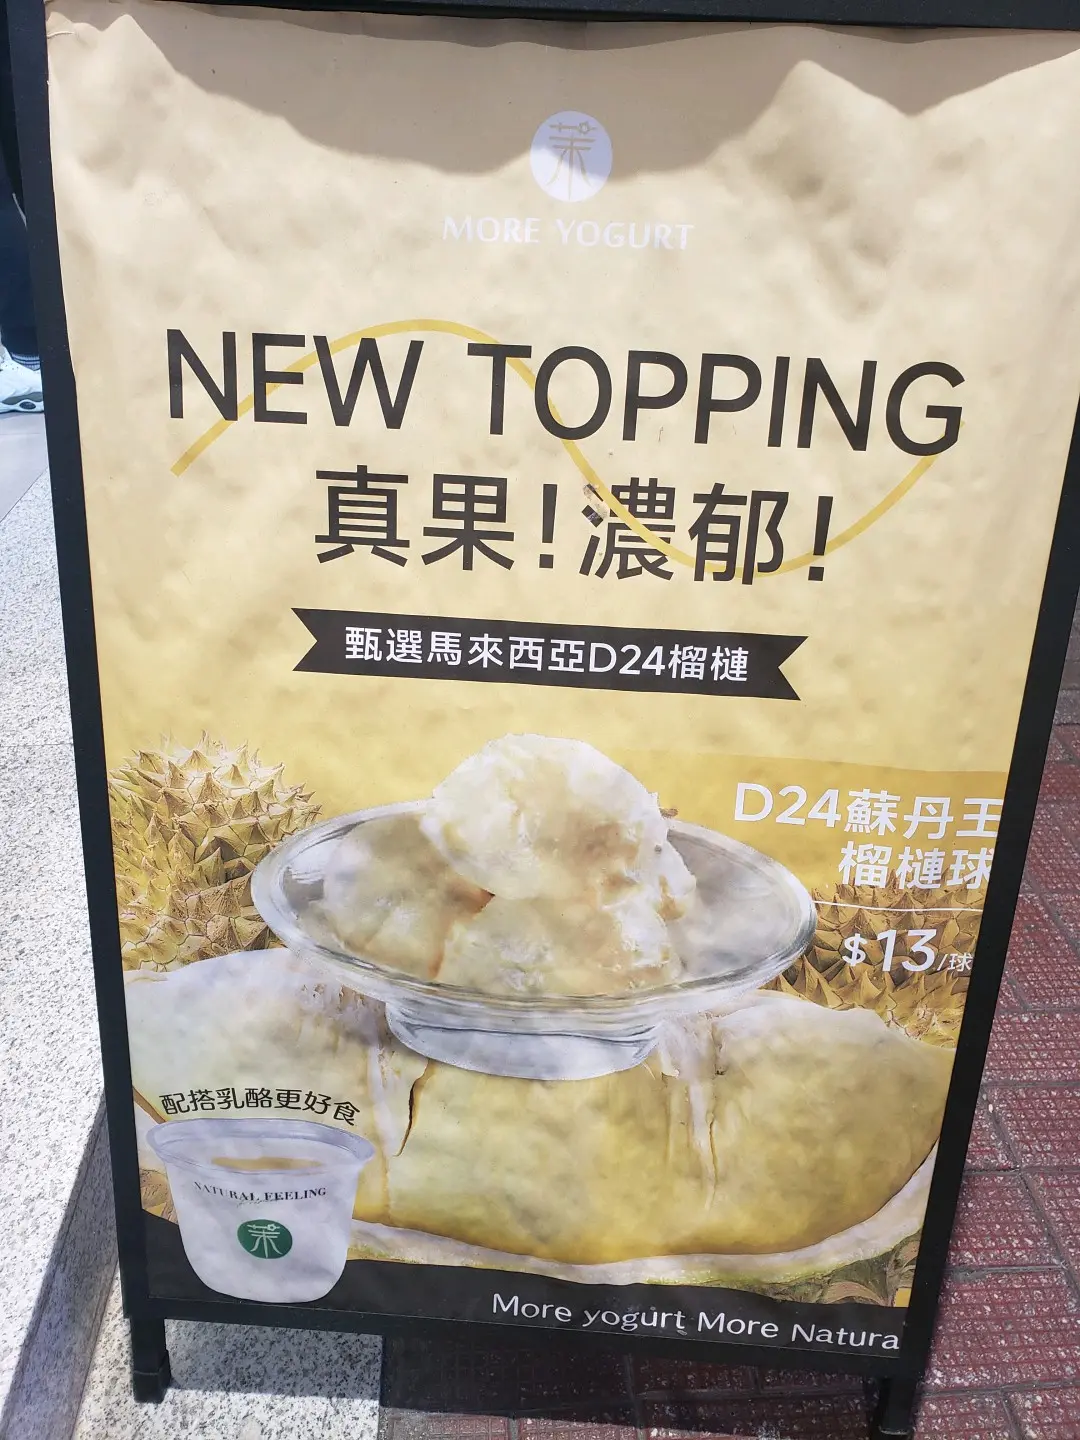 茉
MORE YOGURT
NEW TOPPING
真果!濃郁!
甄選馬來西亞D24榴槤
D24蘇丹王
榴槤球
$13/球
配搭乳酪更好食
NATURAL FEELING
茉
More yogurt More Natura